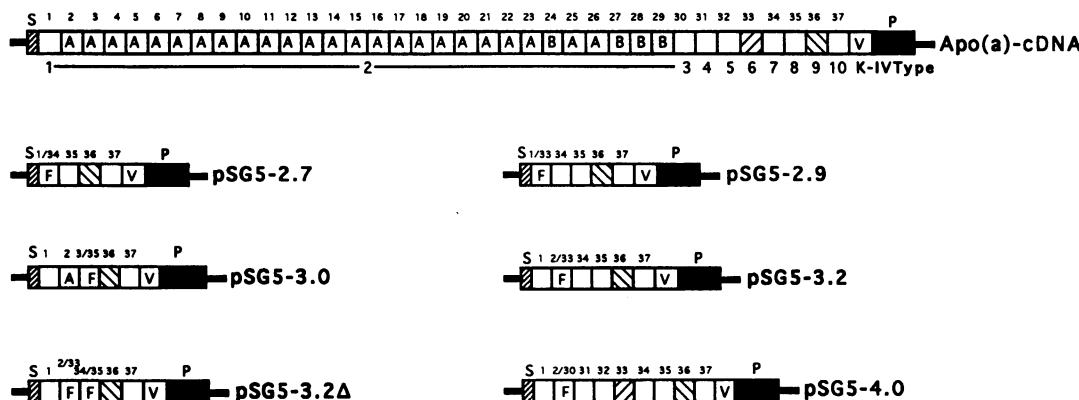 S 1 2 3 4 5 6 7 8 9 10 11 12 13 14 15 16 17 18 19 20 21 22 23 24 25 26 27 28 29 30 31 32 33 34 35 36 37 P
A A A A A A A A A A A A A A A A A A A A A A B A A B B B V Apo(a)-cDNA
1 2 3 4 5 6 7 8 9 10 K-IVType
S 1/34 35 36 37 P
F V pSG5-2.7
S 1/33 34 35 36 37 P
F V pSG5-2.9
S 1 2 3/35 36 37 P
A F V pSG5-3.0
S 1 2/33 34 35 36 37 P
F V pSG5-3.2
S 1 2/33 34/35 36 37 P
F F V pSG5-3.2Δ
S 1 2/30 31 32 33 34 35 36 37 P
F V pSG5-4.0